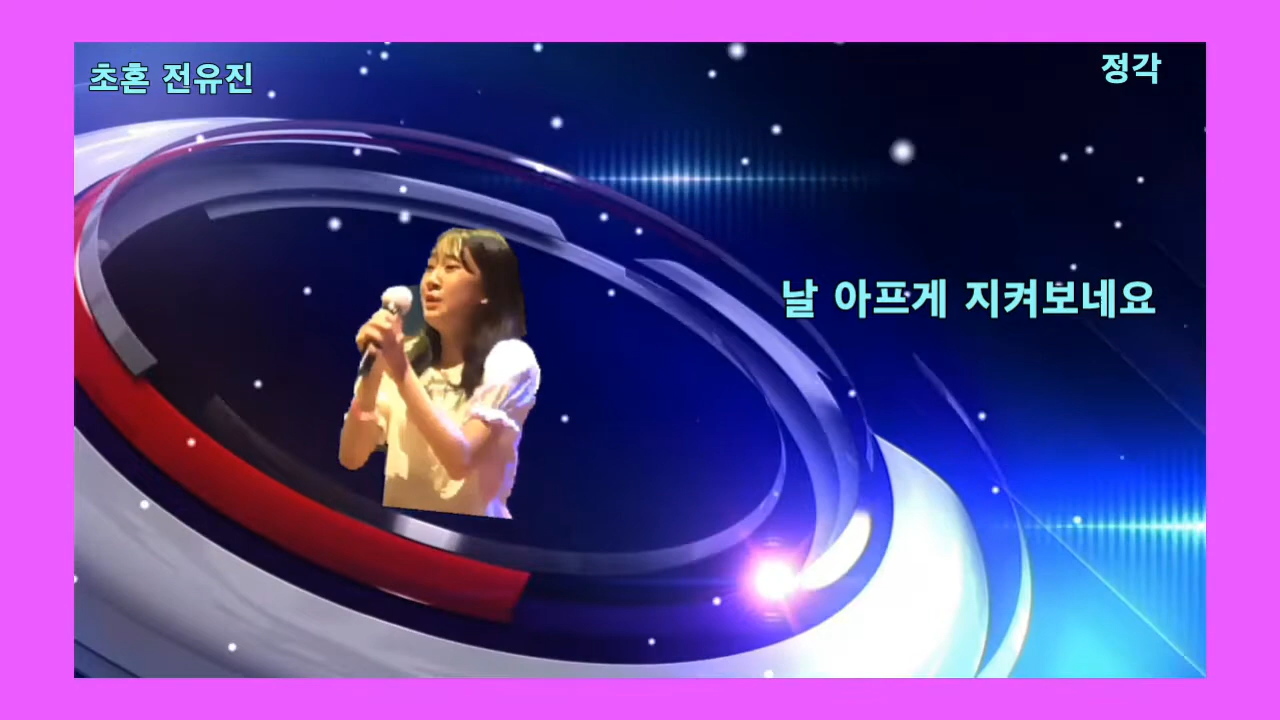 초혼 전유진
정각
날 아프게 지켜보네요